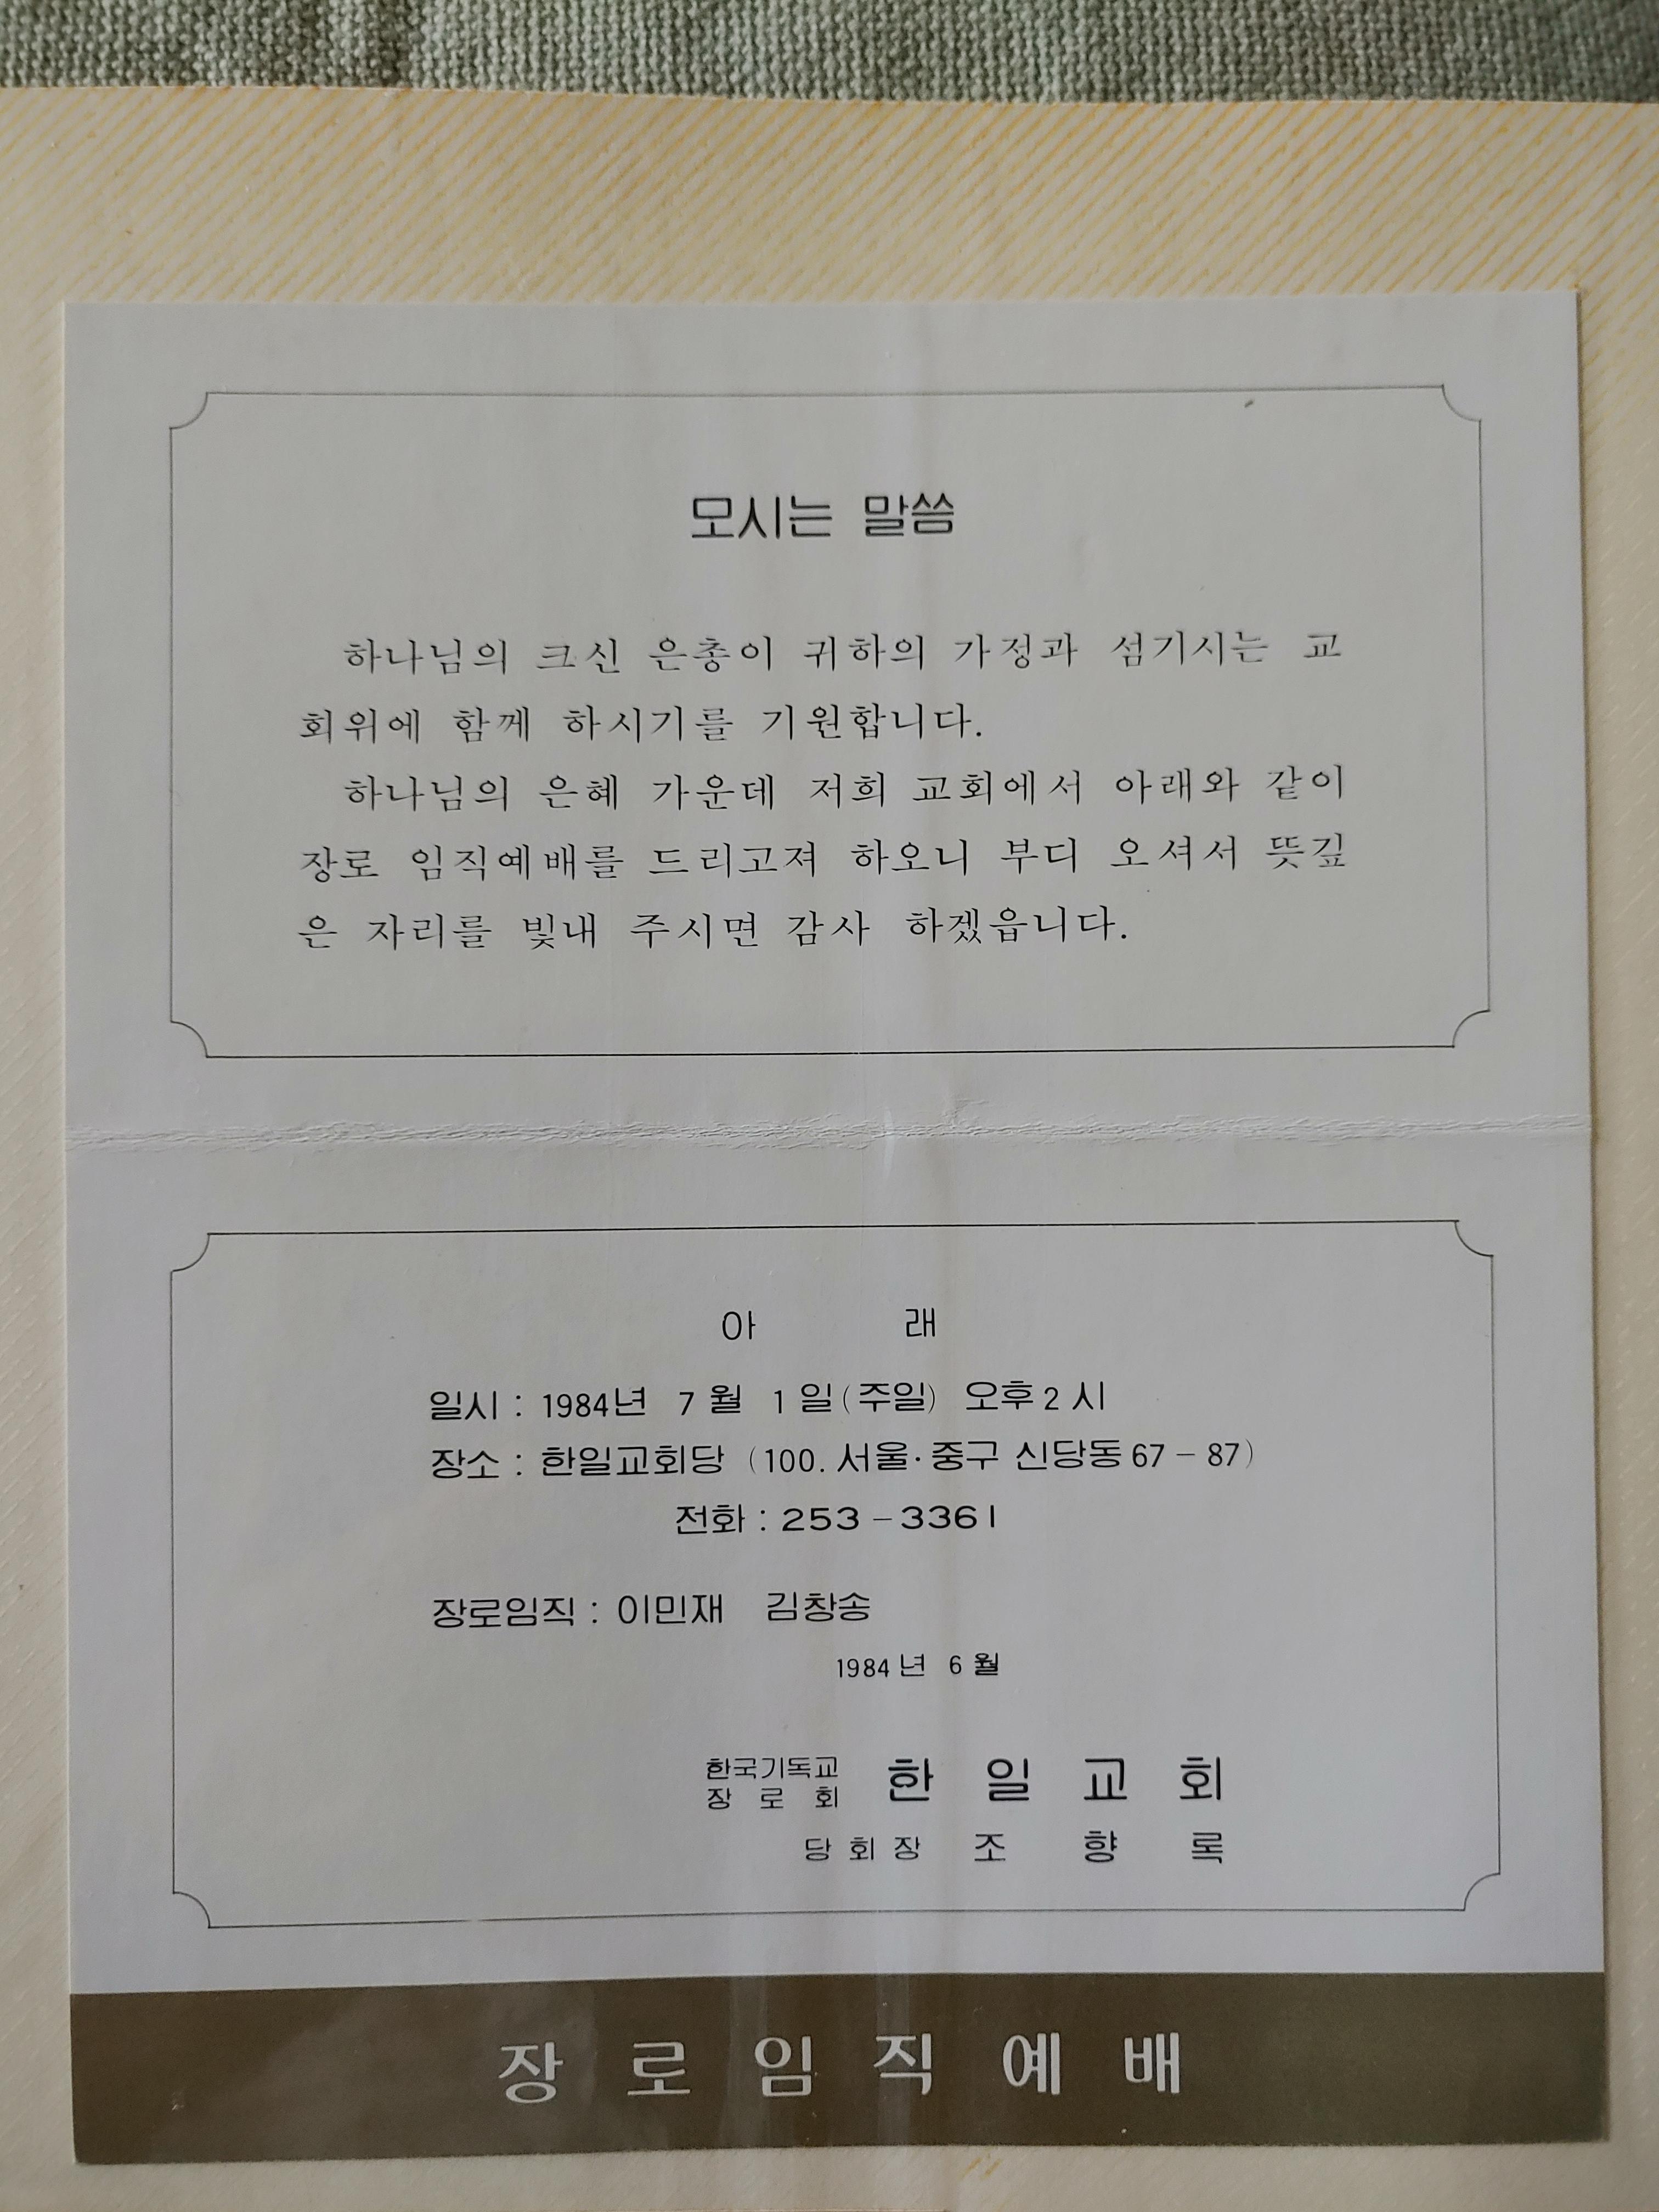 모시는 말씀
하나님의 크신 은총이 귀하의 가정과 섬기시는 교
회위에 함께 하시기를 기원합니다.
하나님의 은혜 가운데 저희 교회에서 아래와 같이
장로 임직예배를 드리고져 하오니 부디 오셔서 뜻깊
은 자리를 빛내 주시면 감사 하겠읍니다.
아 래
일시 : 1984년 7 월 1 일(주일) 오후 2 시
장소 : 한일교회당 (100. 서울·중구 신당동 67 - 87)
전화 : 253 - 3361
장로임직 : 이민재 김창송
1984 년 6 월
한국기독교
장 로 회 한 일 교 회
당 회 장 조 향 록
장 로 임 직 예 배